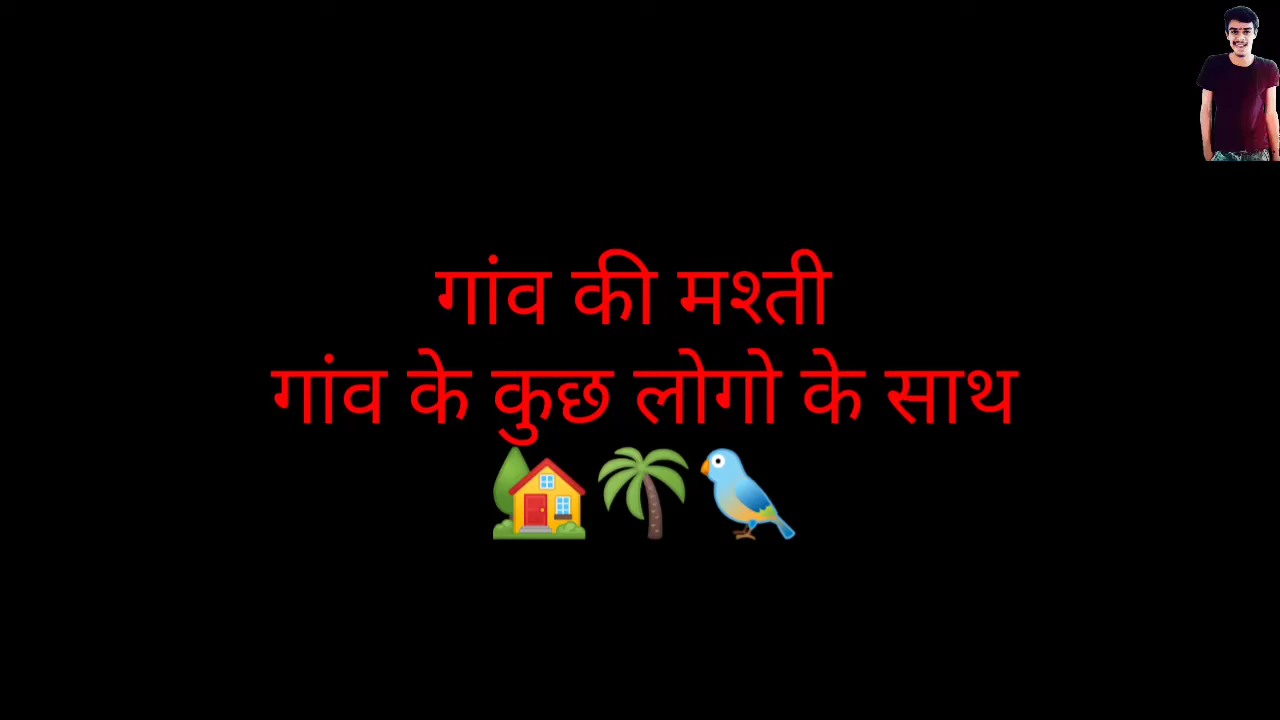 गांव की मश्ती
गांव के कुछ लोगो के साथ
🏡🌴🐦